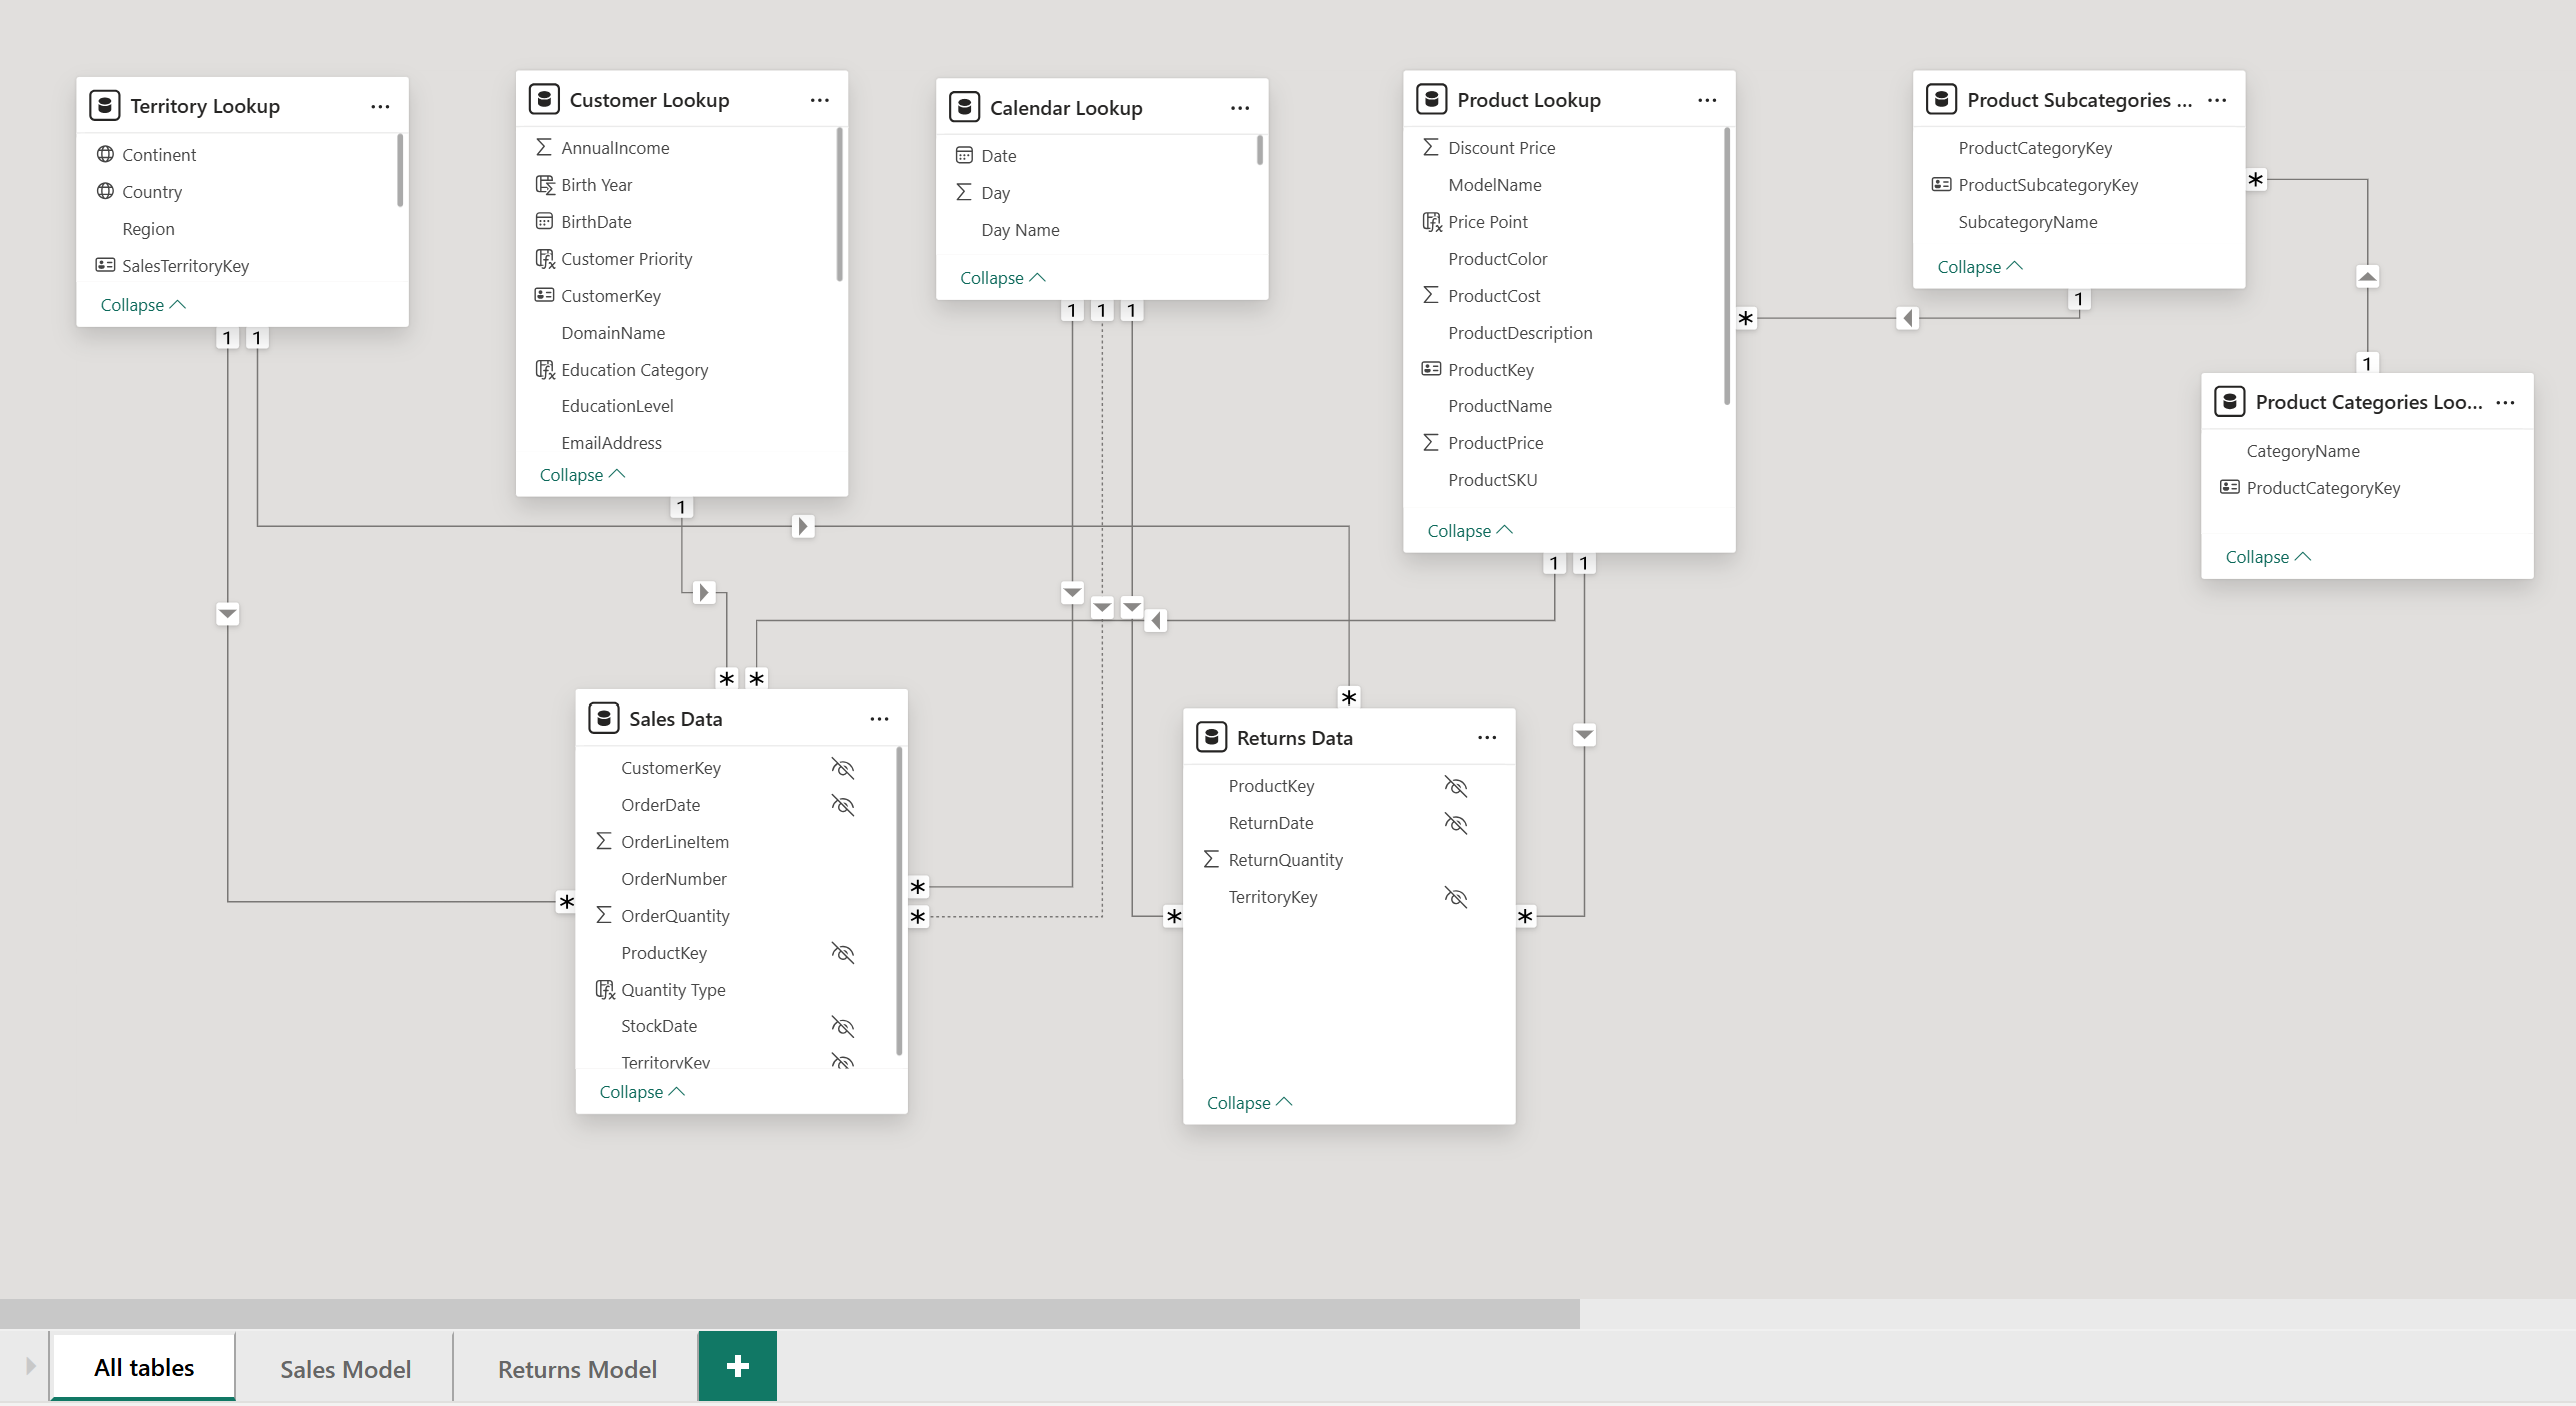 Territory Lookup ...
Continent
Country
Region
SalesTerritoryKey
Collapse
1 1
Customer Lookup ...
AnnualIncome
Birth Year
BirthDate
Customer Priority
CustomerKey
DomainName
Education Category
EducationLevel
EmailAddress
Collapse
1
Calendar Lookup ...
Date
Day
Day Name
Collapse
1 1 1
Product Lookup ...
Discount Price
ModelName
Price Point
ProductColor
ProductCost
ProductDescription
ProductKey
ProductName
ProductPrice
ProductSKU
Collapse
*
1 1
Product Subcategories ... ...
ProductCategoryKey
ProductSubcategoryKey
SubcategoryName
Collapse
*
1
1
Product Categories Loo... ...
CategoryName
ProductCategoryKey
Collapse
* *
Sales Data ...
CustomerKey
OrderDate
OrderLineItem
OrderNumber
OrderQuantity
ProductKey
Quantity Type
StockDate
TerritoryKey
Collapse
*
*
*
*
Returns Data ...
ProductKey
ReturnDate
ReturnQuantity
TerritoryKey
Collapse
* *
All tables
Sales Model
Returns Model
+